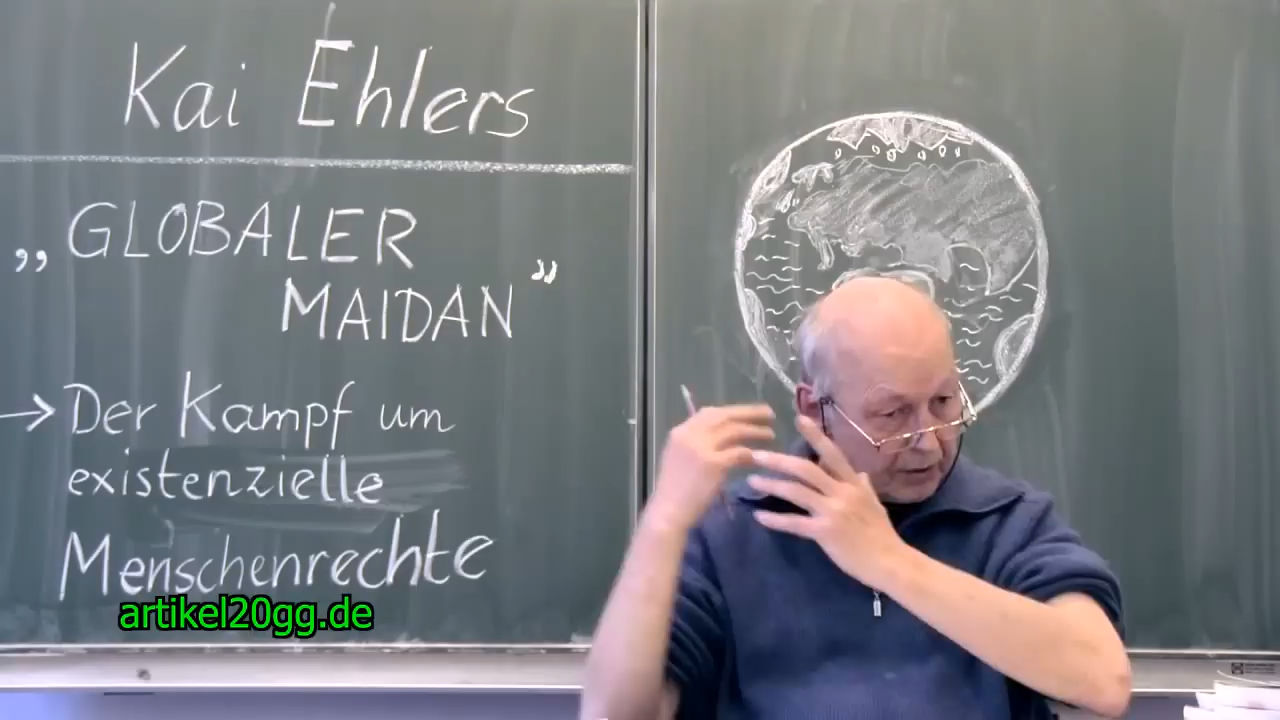 Kai Ehlers
„GLOBALER
MAIDAN"
→ Der Kampf um
existenzielle
Menschenrechte
artikel20gg.de